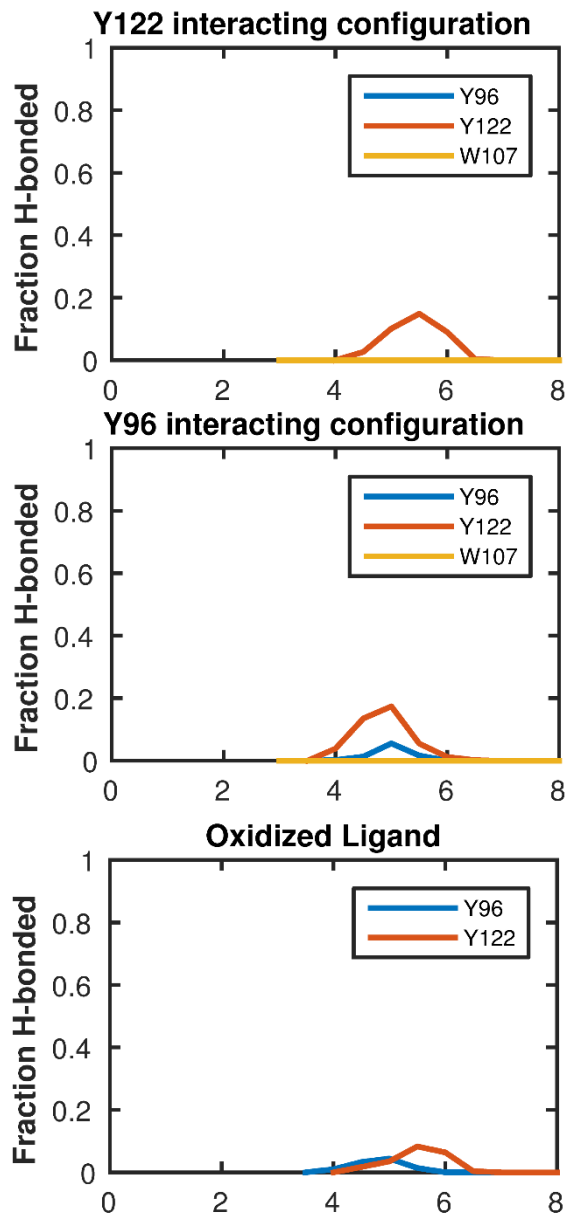 Y122 interacting configuration
1
0.8
0.6
0.4
0.2
0
Fraction H-bonded
Y96
Y122
W107
0 2 4 6 8
Y96 interacting configuration
1
0.8
0.6
0.4
0.2
0
Fraction H-bonded
Y96
Y122
W107
0 2 4 6 8
Oxidized Ligand
1
0.8
0.6
0.4
0.2
0
Fraction H-bonded
Y96
Y122
0 2 4 6 8